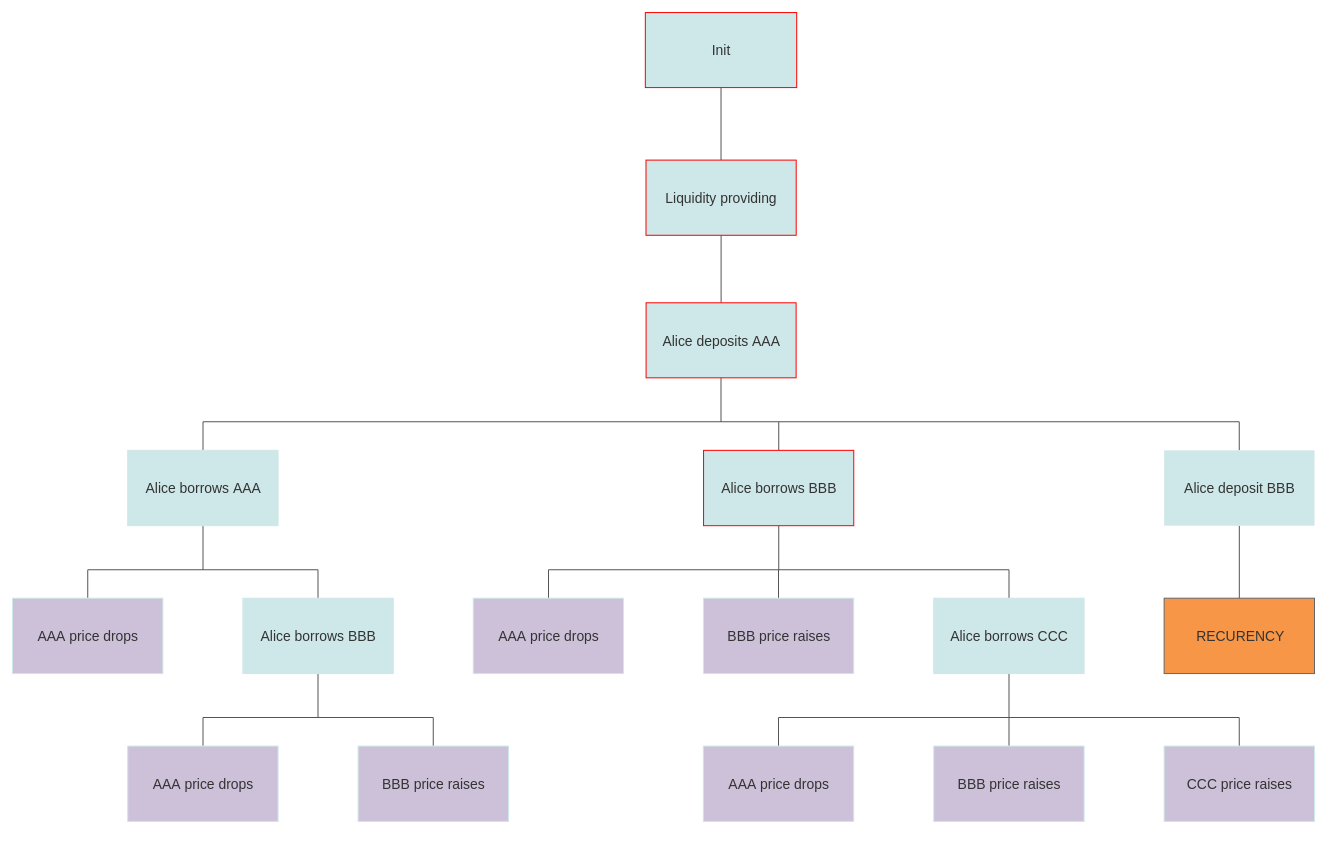 Init
Liquidity providing
Alice deposits AAA
Alice borrows AAA
Alice borrows BBB
Alice deposit BBB
AAA price drops
Alice borrows BBB
AAA price drops
BBB price raises
Alice borrows CCC
RECURENCY
AAA price drops
BBB price raises
AAA price drops
BBB price raises
CCC price raises